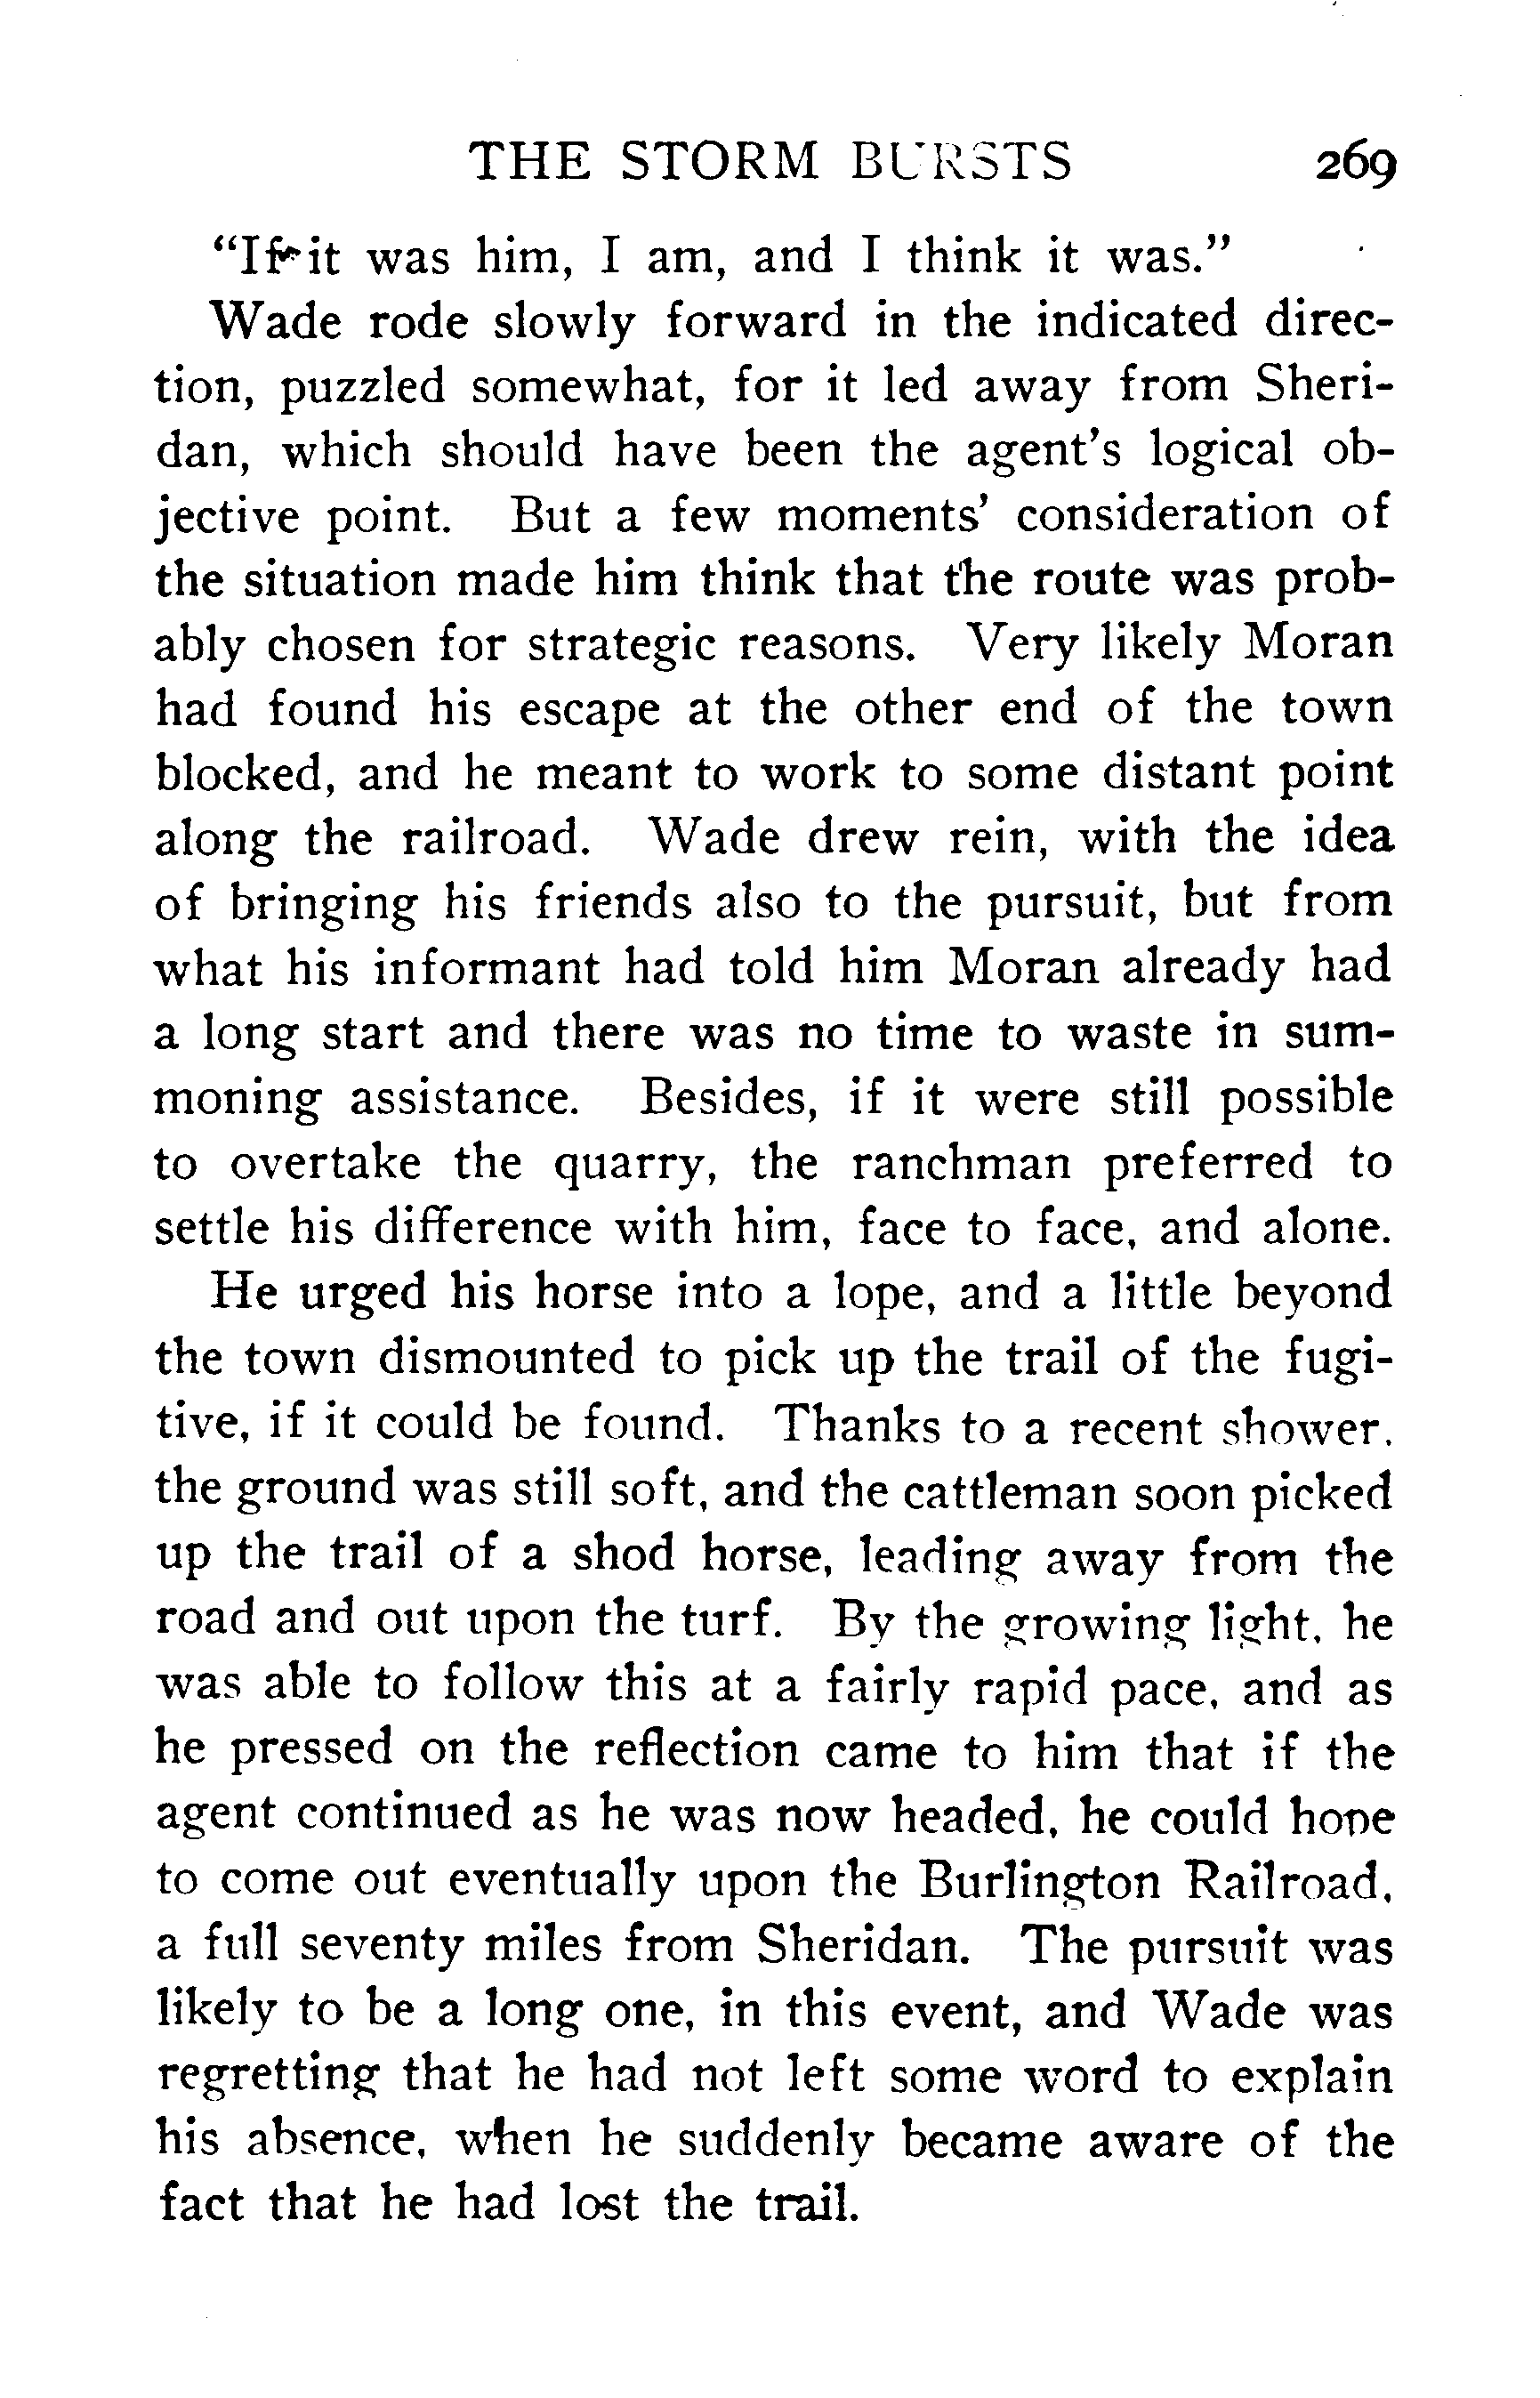 THE STORM BURSTS 269
“If it was him, I am, and I think it was.”
Wade rode slowly forward in the indicated direc-
tion, puzzled somewhat, for it led away from Sheri-
dan, which should have been the agent’s logical ob-
jective point. But a few moments’ consideration of
the situation made him think that the route was prob-
ably chosen for strategic reasons. Very likely Moran
had found his escape at the other end of the town
blocked, and he meant to work to some distant point
along the railroad. Wade drew rein, with the idea
of bringing his friends also to the pursuit, but from
what his informant had told him Moran already had
a long start and there was no time to waste in sum-
moning assistance. Besides, if it were still possible
to overtake the quarry, the ranchman preferred to
settle his difference with him, face to face, and alone.
He urged his horse into a lope, and a little beyond
the town dismounted to pick up the trail of the fugi-
tive, if it could be found. Thanks to a recent shower.
the ground was still soft, and the cattleman soon picked
up the trail of a shod horse, leading away from the
road and out upon the turf. By the growing light, he
was able to follow this at a fairly rapid pace, and as
he pressed on the reflection came to him that if the
agent continued as he was now headed, he could hope
to come out eventually upon the Burlington Railroad,
a full seventy miles from Sheridan. The pursuit was
likely to be a long one, in this event, and Wade was
regretting that he had not left some word to explain
his absence, when he suddenly became aware of the
fact that he had lost the trail.